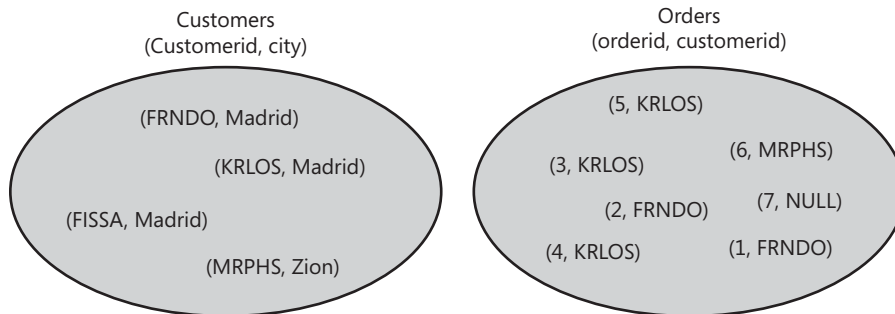 Customers
(Customerid, city)
(FRNDO, Madrid)
(KRLOS, Madrid)
(FISSA, Madrid)
(MRPHS, Zion)
Orders
(orderid, customerid)
(5, KRLOS)
(6, MRPHS)
(3, KRLOS)
(7, NULL)
(2, FRNDO)
(4, KRLOS)
(1, FRNDO)